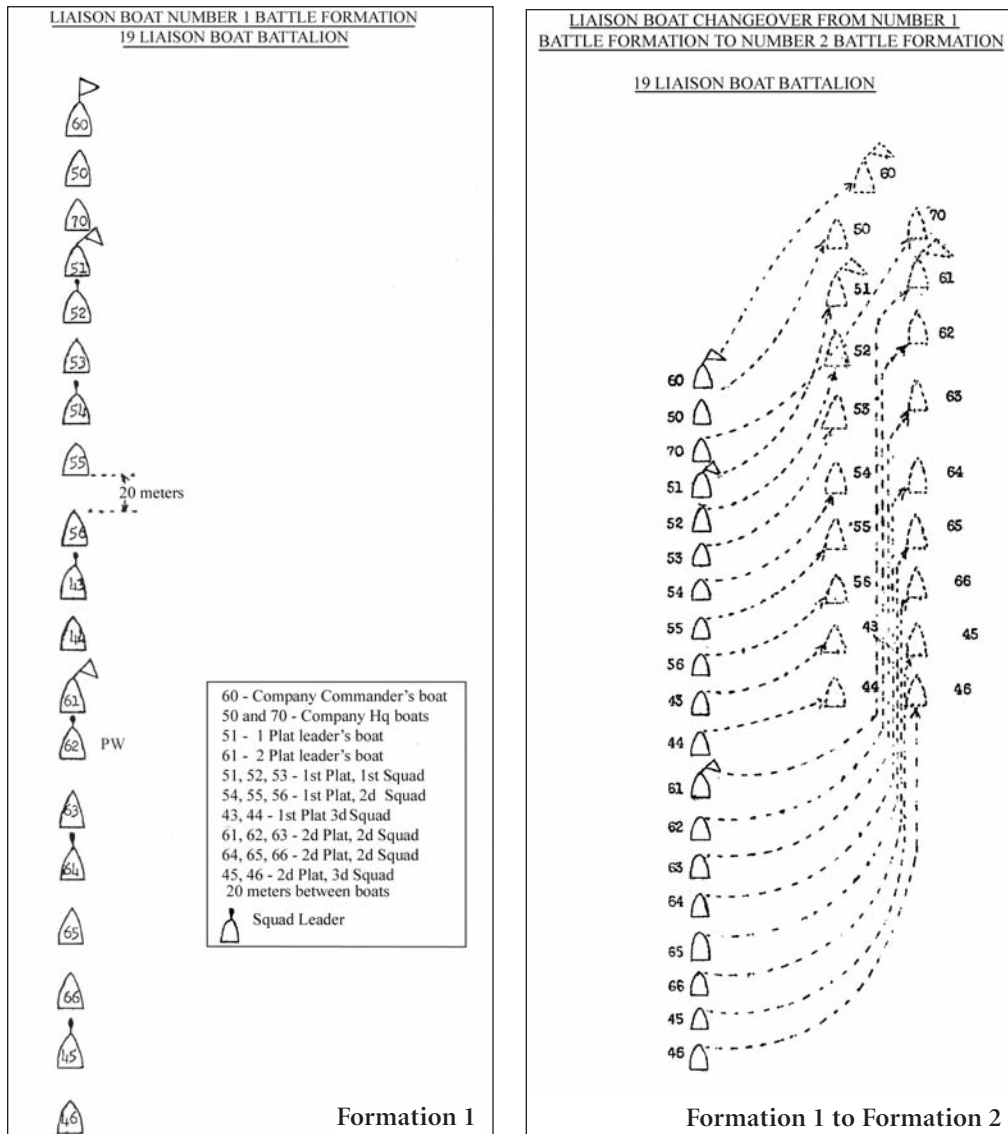 LIAISON BOAT NUMBER 1 BATTLE FORMATION
19 LIAISON BOAT BATTALION
60
50
70
51
52
53
54
55
20 meters
56
43
44
61
62 PW
63
64
65
66
45
46
60 - Company Commander's boat
50 and 70 - Company Hq boats
51 - 1 Plat leader's boat
61 - 2 Plat leader's boat
51, 52, 53 - 1st Plat, 1st Squad
54, 55, 56 - 1st Plat, 2d Squad
43, 44 - 1st Plat 3d Squad
61, 62, 63 - 2d Plat, 2d Squad
64, 65, 66 - 2d Plat, 2d Squad
45, 46 - 2d Plat, 3d Squad
20 meters between boats
Squad Leader
Formation 1
LIAISON BOAT CHANGEOVER FROM NUMBER 1
BATTLE FORMATION TO NUMBER 2 BATTLE FORMATION
19 LIAISON BOAT BATTALION
60
50
70
51
61
52
62
53
63
54
64
55
65
56
66
43
45
44
46
60
50
70
51
52
53
54
55
56
43
44
61
62
63
64
65
66
45
46
Formation 1 to Formation 2